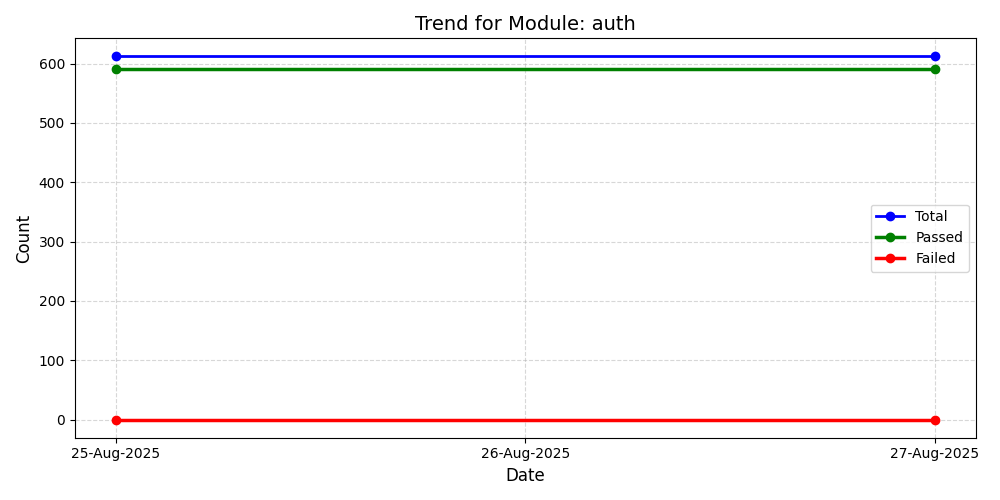 Trend for Module: auth
600
500
400
300
200
100
0
Count
Total
Passed
Failed
25-Aug-2025
26-Aug-2025
27-Aug-2025
Date